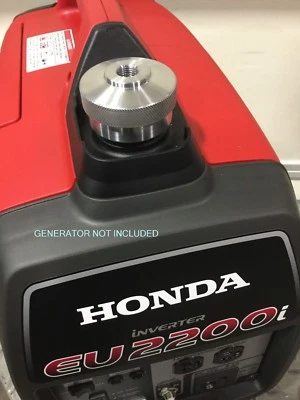 GENERATOR NOT INCLUDED
HONDA
INVERTER
EU2200i